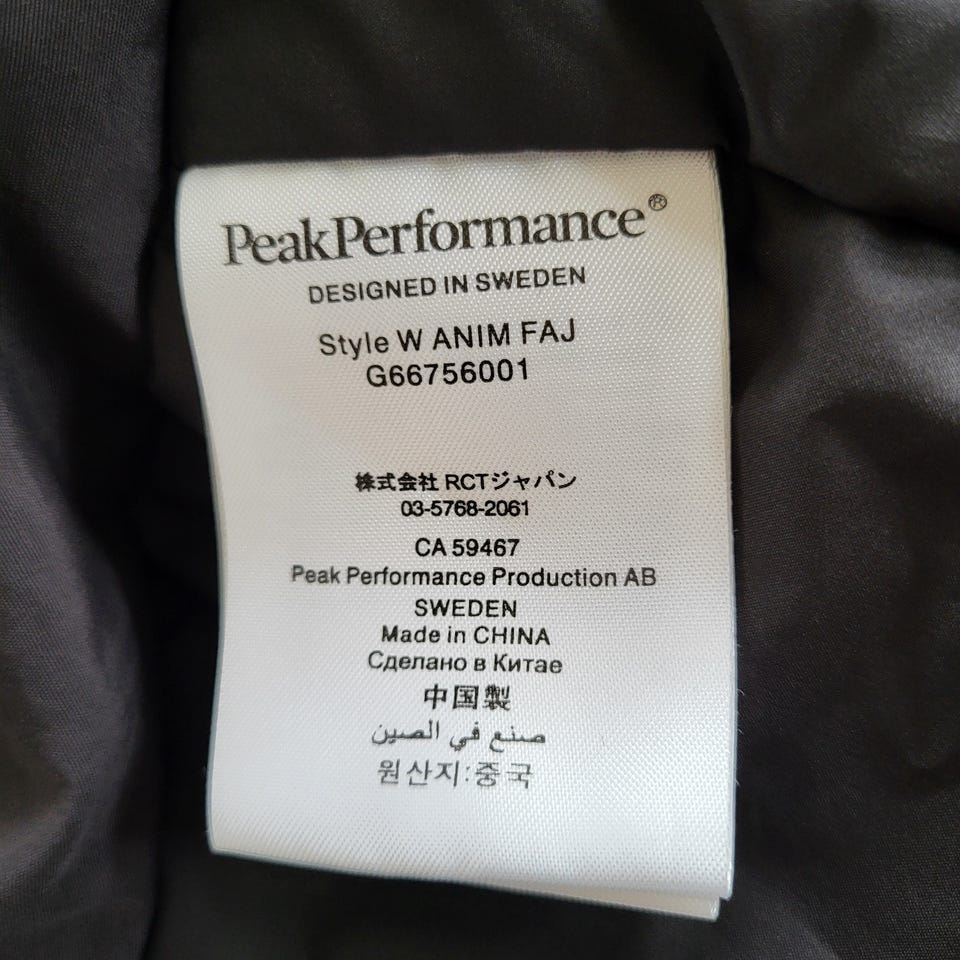 PeakPerformance®
DESIGNED IN SWEDEN
Style W ANIM FAJ
G66756001
株式会社 RCTジャパン
03-5768-2061
CA 59467
Peak Performance Production AB
SWEDEN
Made in CHINA
Сделано в Китае
中国製
صنع في الصين
원산지:중국